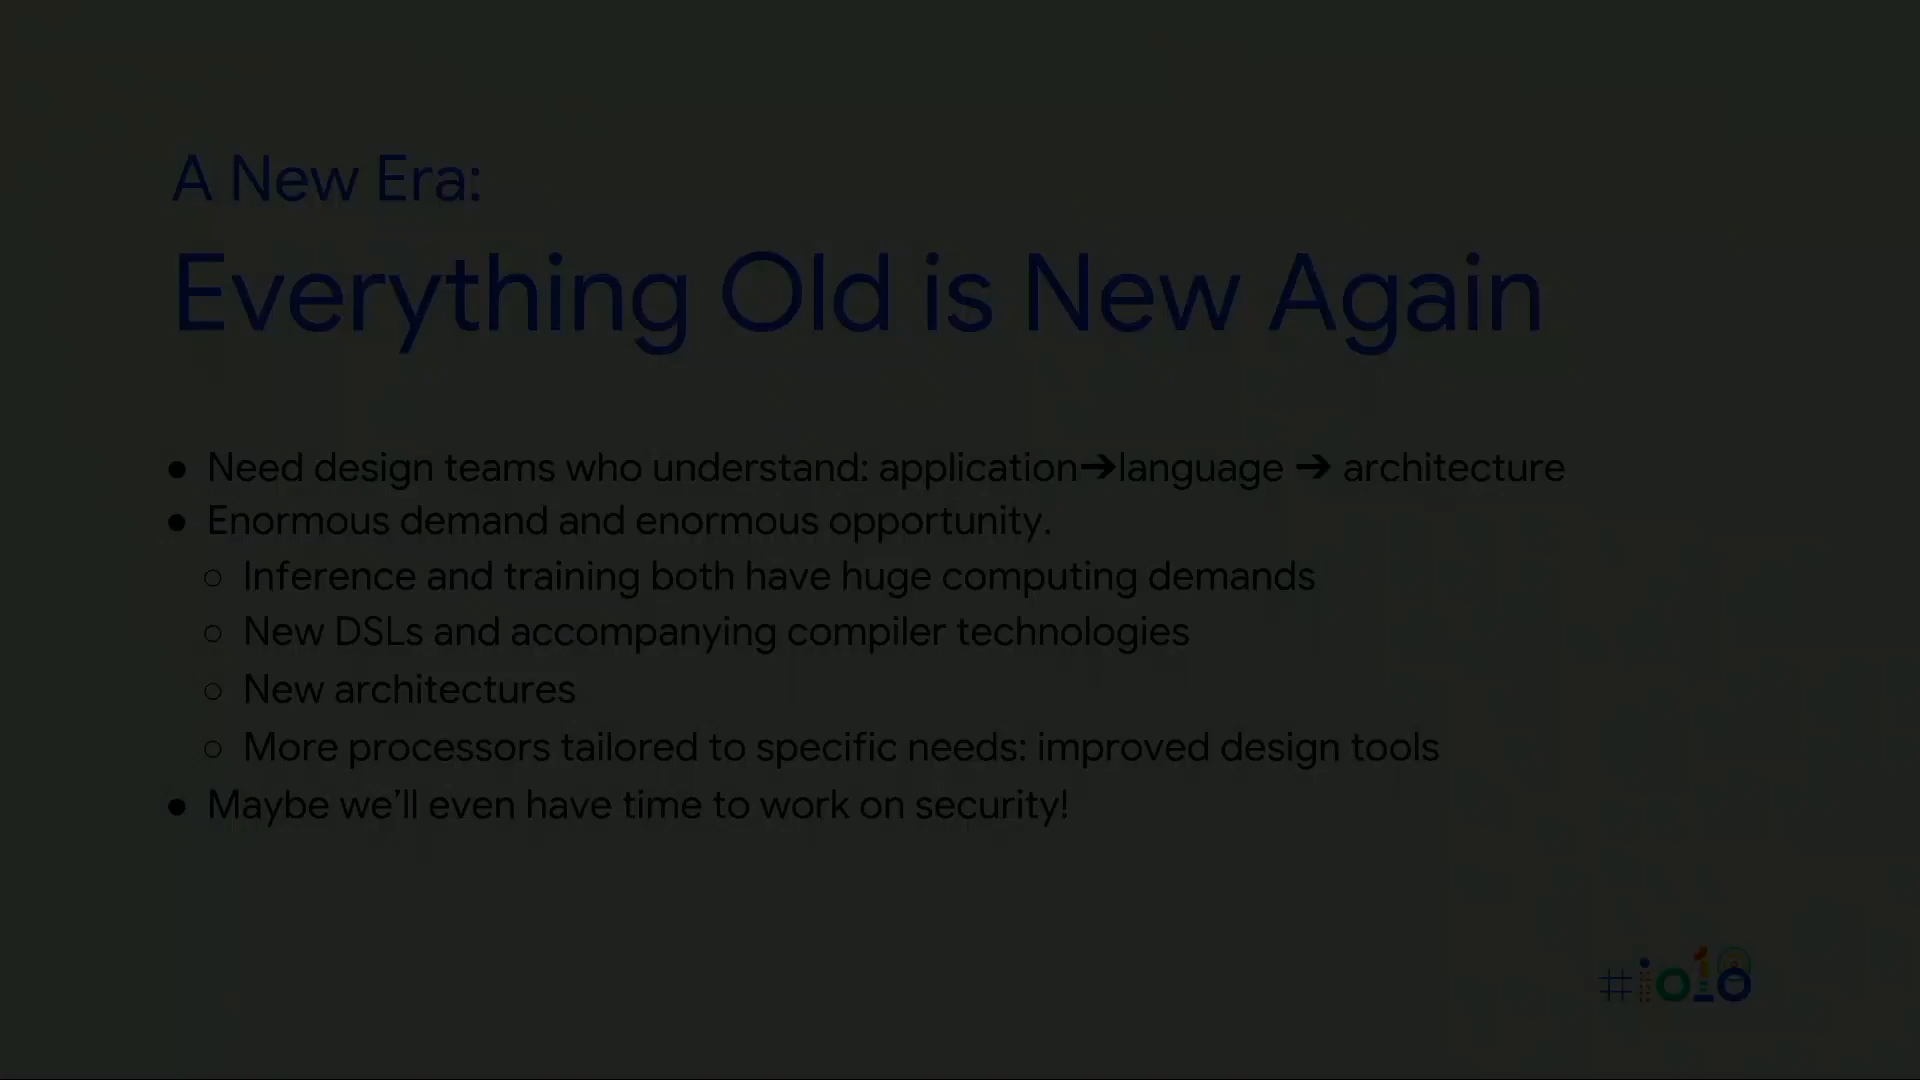 A New Era:
Everything Old is New Again
● Need design teams who understand: application➔language ➔ architecture
● Enormous demand and enormous opportunity.
○ Inference and training both have huge computing demands
○ New DSLs and accompanying compiler technologies
○ New architectures
○ More processors tailored to specific needs: improved design tools
● Maybe we’ll even have time to work on security!
#io18